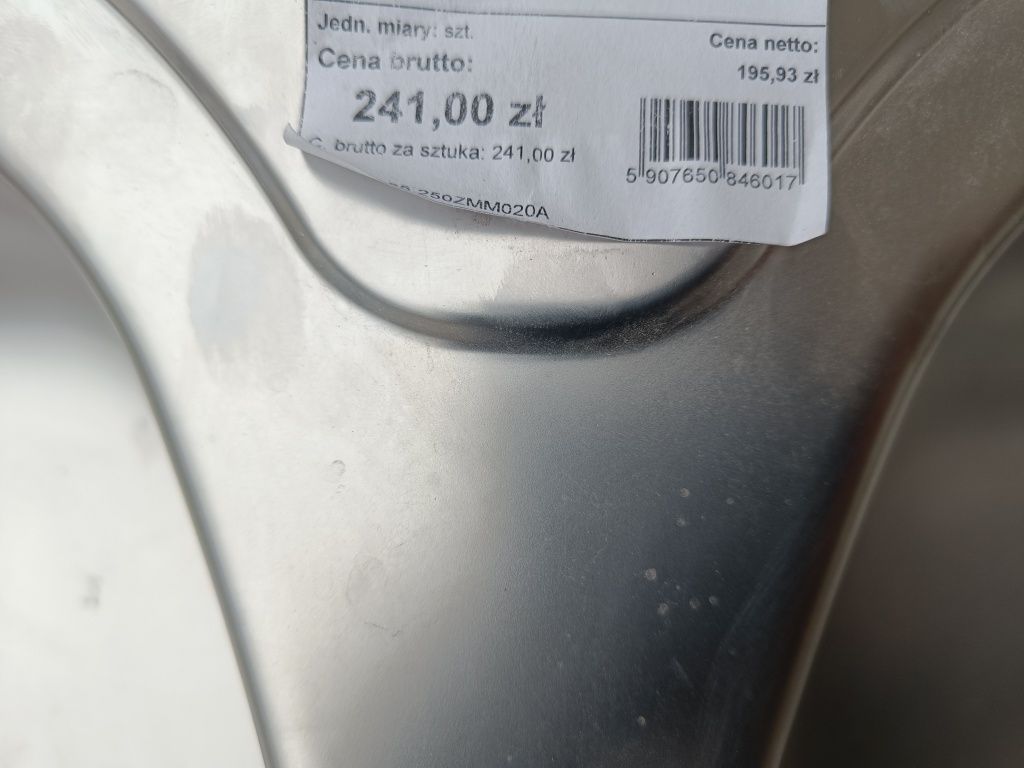 Jedn. miary: szt.
Cena netto:
Cena brutto:
195,93 zł
241,00 zł
C. brutto za sztuka: 241,00 zł
5 907650 846017
250ZMM020A